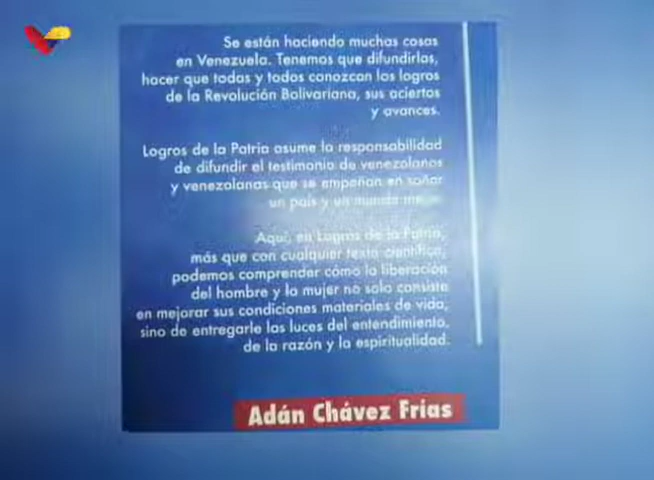 Se están haciendo muchas cosas
en Venezuela. Tenemos que difundirlas,
hacer que todas y todos conozcan los logros
de la Revolución Bolivariana, sus aciertos
y avances.
Logros de la Patria asume la responsabilidad
de difundir el testimonio de venezolanos
y venezolanas que se empeñan en soñar
un país y un mundo mejor.
Aquí, en Logros de la Patria,
más que con cualquier texto científico,
podemos comprender cómo la liberación
del hombre y la mujer no solo consiste
en mejorar sus condiciones materiales de vida,
sino de entregarle las luces del entendimiento,
de la razón y la espiritualidad.
Adán Chávez Frías